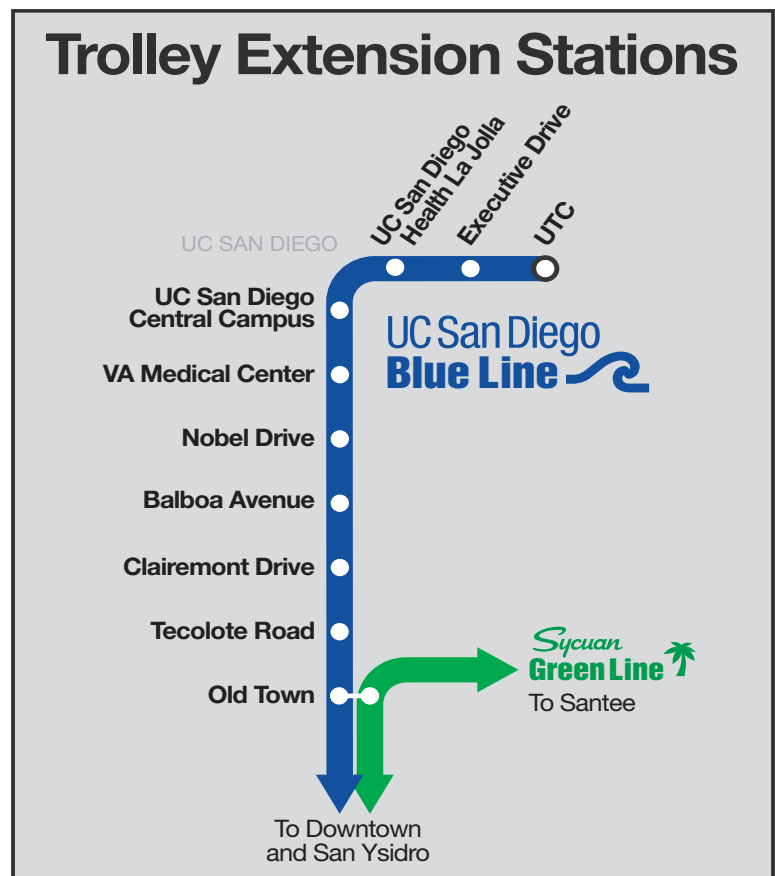 Trolley Extension Stations
UC San Diego
Health La Jolla
Executive Drive
UTC
UC SAN DIEGO
UC San Diego
Central Campus
UC San Diego
Blue Line
VA Medical Center
Nobel Drive
Balboa Avenue
Clairemont Drive
Tecolote Road
Sycuan
Green Line
To Santee
Old Town
To Downtown
and San Ysidro